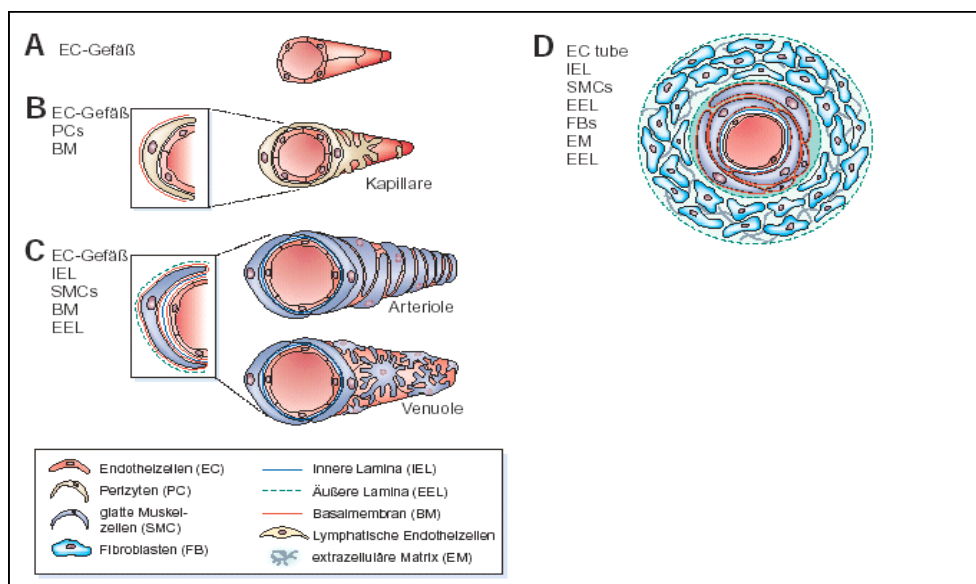 A
EC-Gefäß
B
EC-Gefäß
PCs
BM
Kapillare
C
EC-Gefäß
IEL
SMCs
BM
EEL
Arteriole
Venuole
D
EC tube
IEL
SMCs
EEL
FBs
EM
EEL
Endothelzellen (EC)
Perizyten (PC)
glatte Muskel-
zellen (SMC)
Fibroblasten (FB)
Innere Lamina (IEL)
Äußere Lamina (EEL)
Basalmembran (BM)
Lymphatische Endothelzellen
extrazelluläre Matrix (EM)